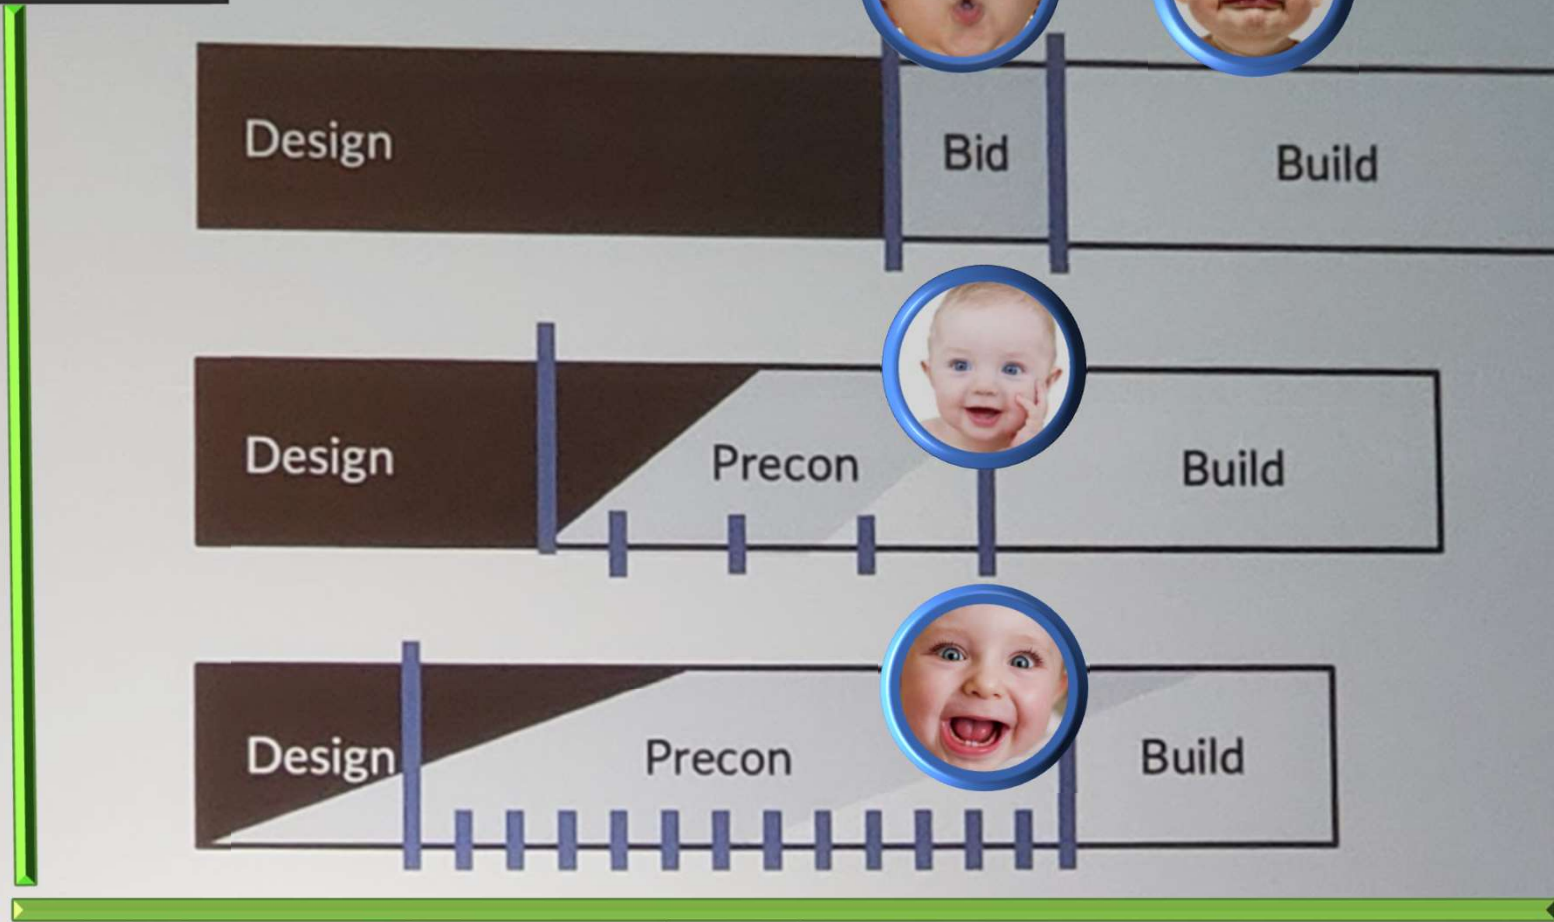 Design
Bid
Build
Design
Precon
Build
Design
Precon
Build